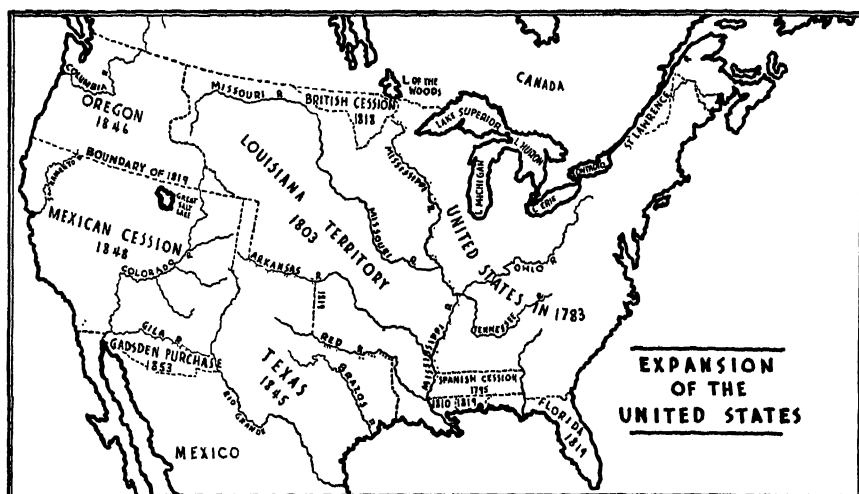 CANADA
L. OF THE
WOODS
COLUMBIA R.
OREGON
1846
MISSOURI R.
BRITISH CESSION
1818
LAKE SUPERIOR
L. HURON
L. MICHIGAN
L. ERIE
ONTARIO
ST LAWRENCE
BOUNDARY OF 1819
SACRAMENTO
GREAT
SALT
LAKE
LOUISIANA TERRITORY
1803
MISSISSIPPI R.
MISSOURI R.
UNITED STATES IN 1783
MEXICAN CESSION
1848
COLORADO R.
ARKANSAS R.
1819
OHIO R.
TENNESSEE
GILA R.
GADSDEN PURCHASE
1853
TEXAS
1845
RED R.
BRAZOS R.
MISSISSIPPI R.
SPANISH CESSION
1795
1810-1819
FLORIDA
1819
RIO GRANDE
MEXICO
EXPANSION
OF THE
UNITED STATES